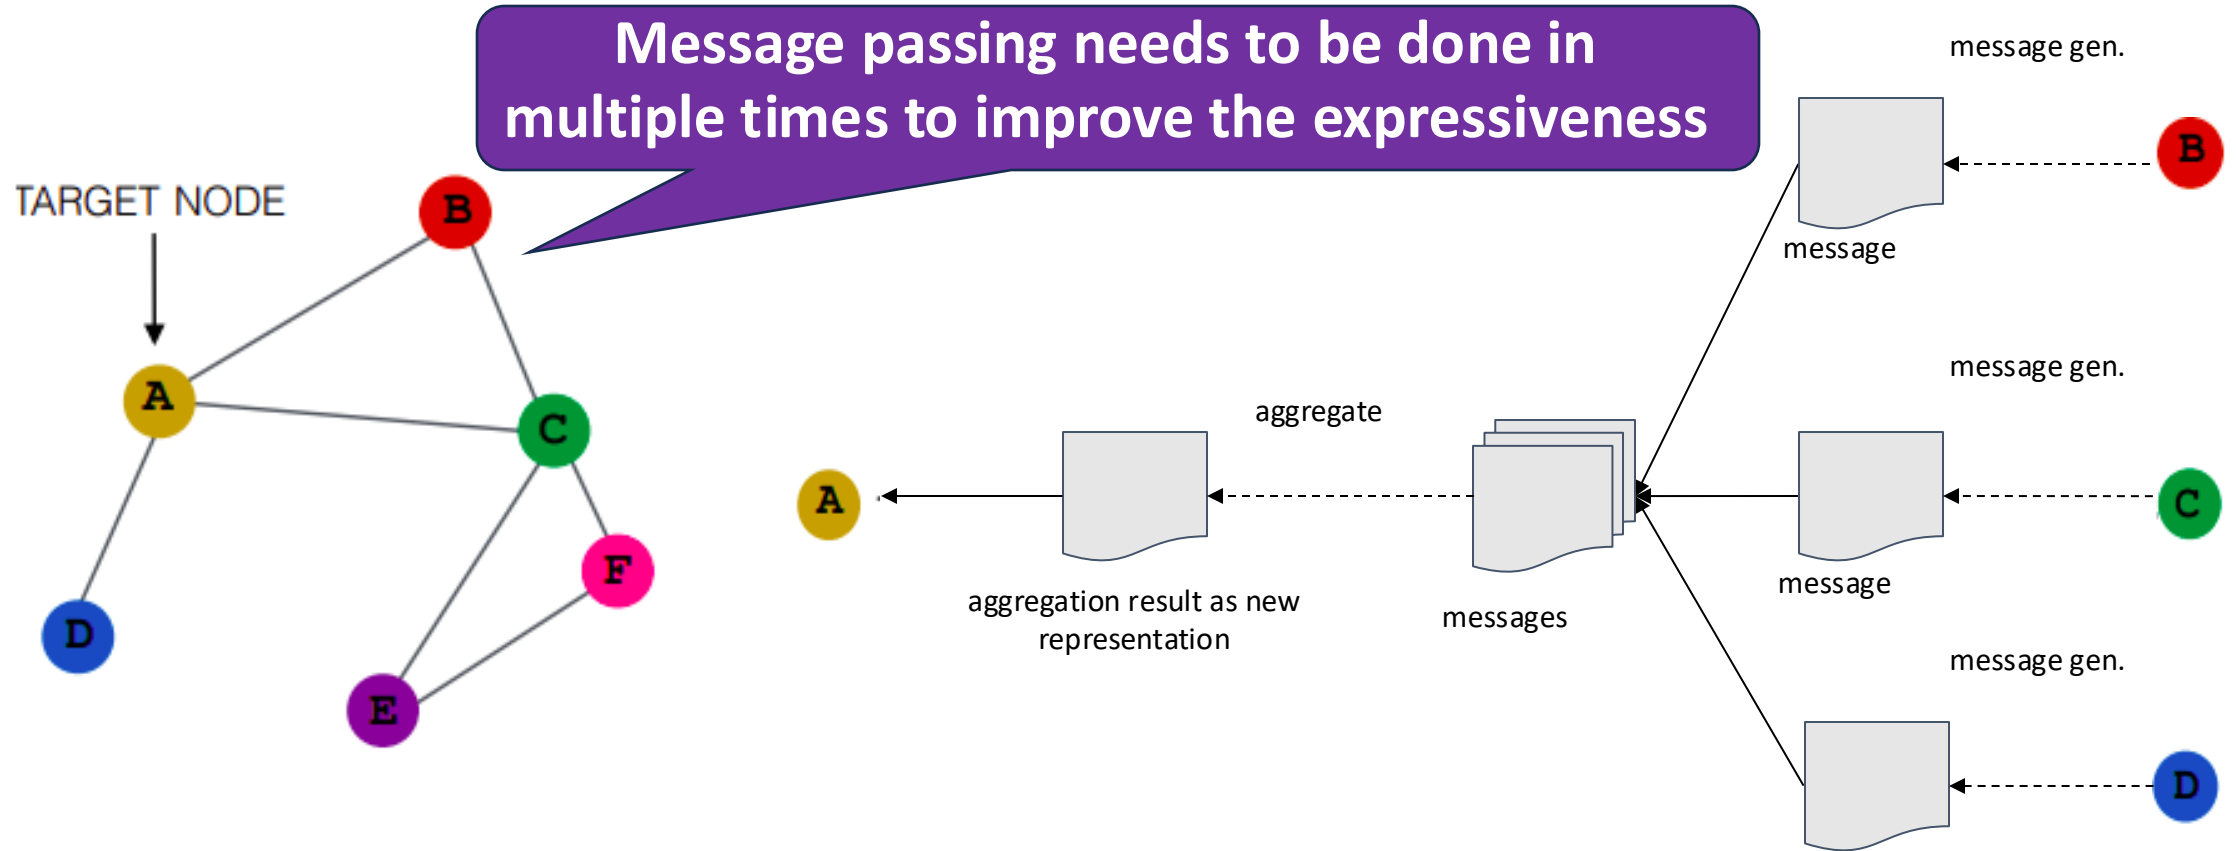 Message passing needs to be done in
multiple times to improve the expressiveness
TARGET NODE
B
A
C
F
D
E
A
aggregation result as new
representation
aggregate
messages
message gen.
message
B
message gen.
message
C
message gen.
D